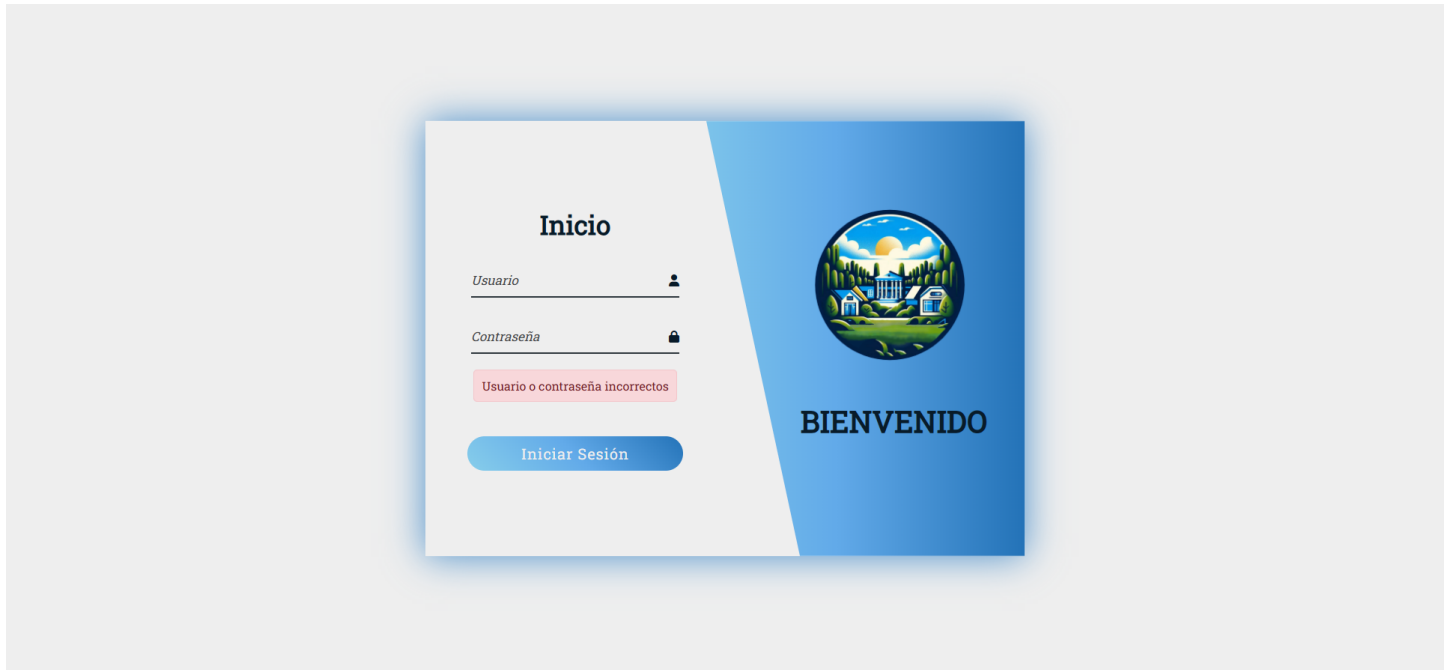 Inicio
Usuario
Contraseña
Usuario o contraseña incorrectos
Iniciar Sesión
BIENVENIDO